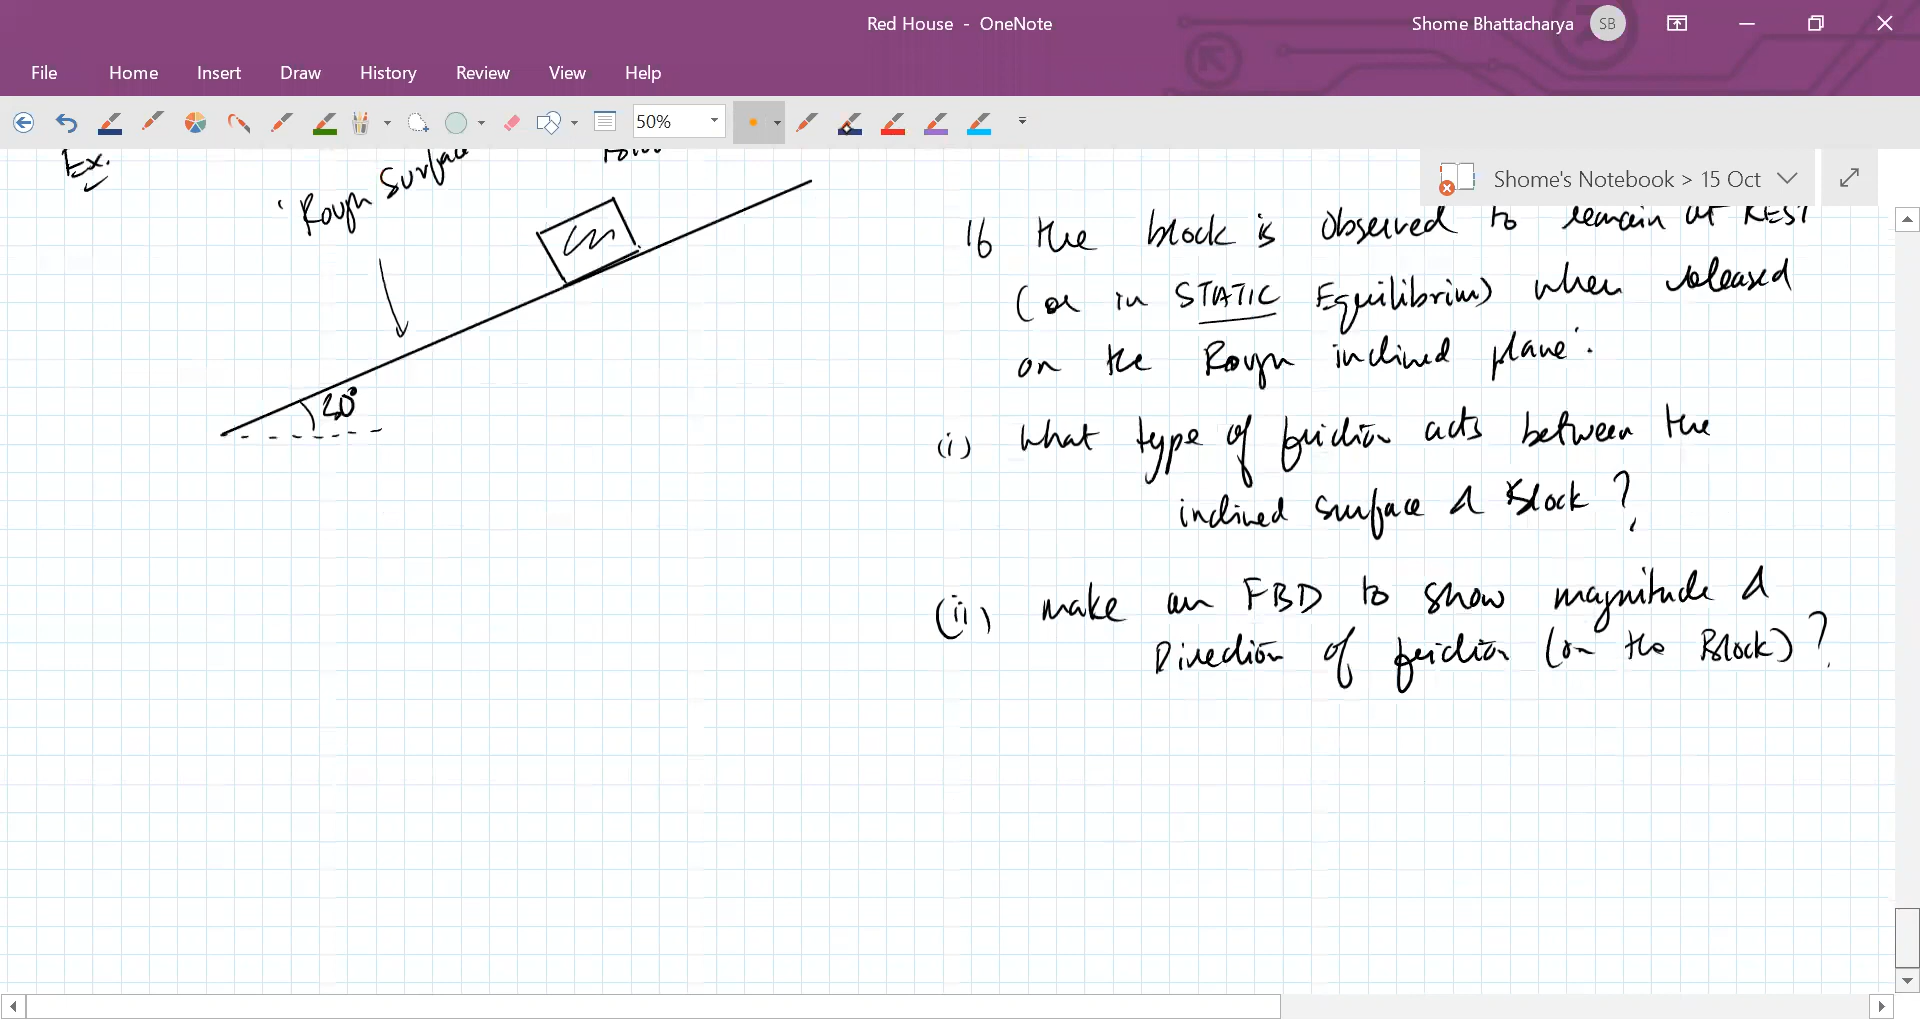 Red House - OneNote
Shome Bhattacharya SB
File Home Insert Draw History Review View Help
50%
Shome's Notebook > 15 Oct
Ex.
Rough Surface
20°
If the block is observed to remain at REST
(or in STATIC Equilibrium) when released
on the Rough inclined plane.
(i) What type of friction acts between the
inclined surface & Block?
(ii) make an FBD to show magnitude &
Direction of friction (on the Block)?